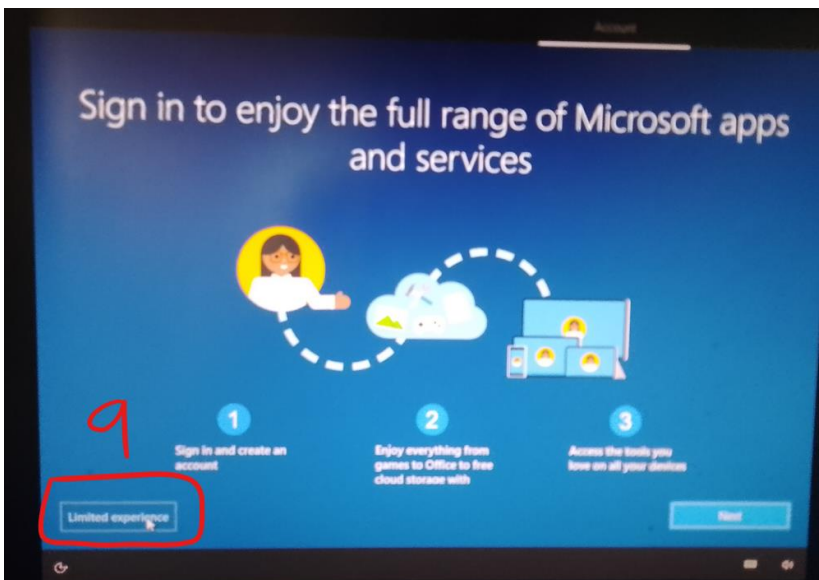 Account
Sign in to enjoy the full range of Microsoft apps
and services
9
1
2
3
Sign in and create an
account
Enjoy everything from
games to Office to free
cloud storage with
Access the tools you
love on all your devices
Limited experience
Next